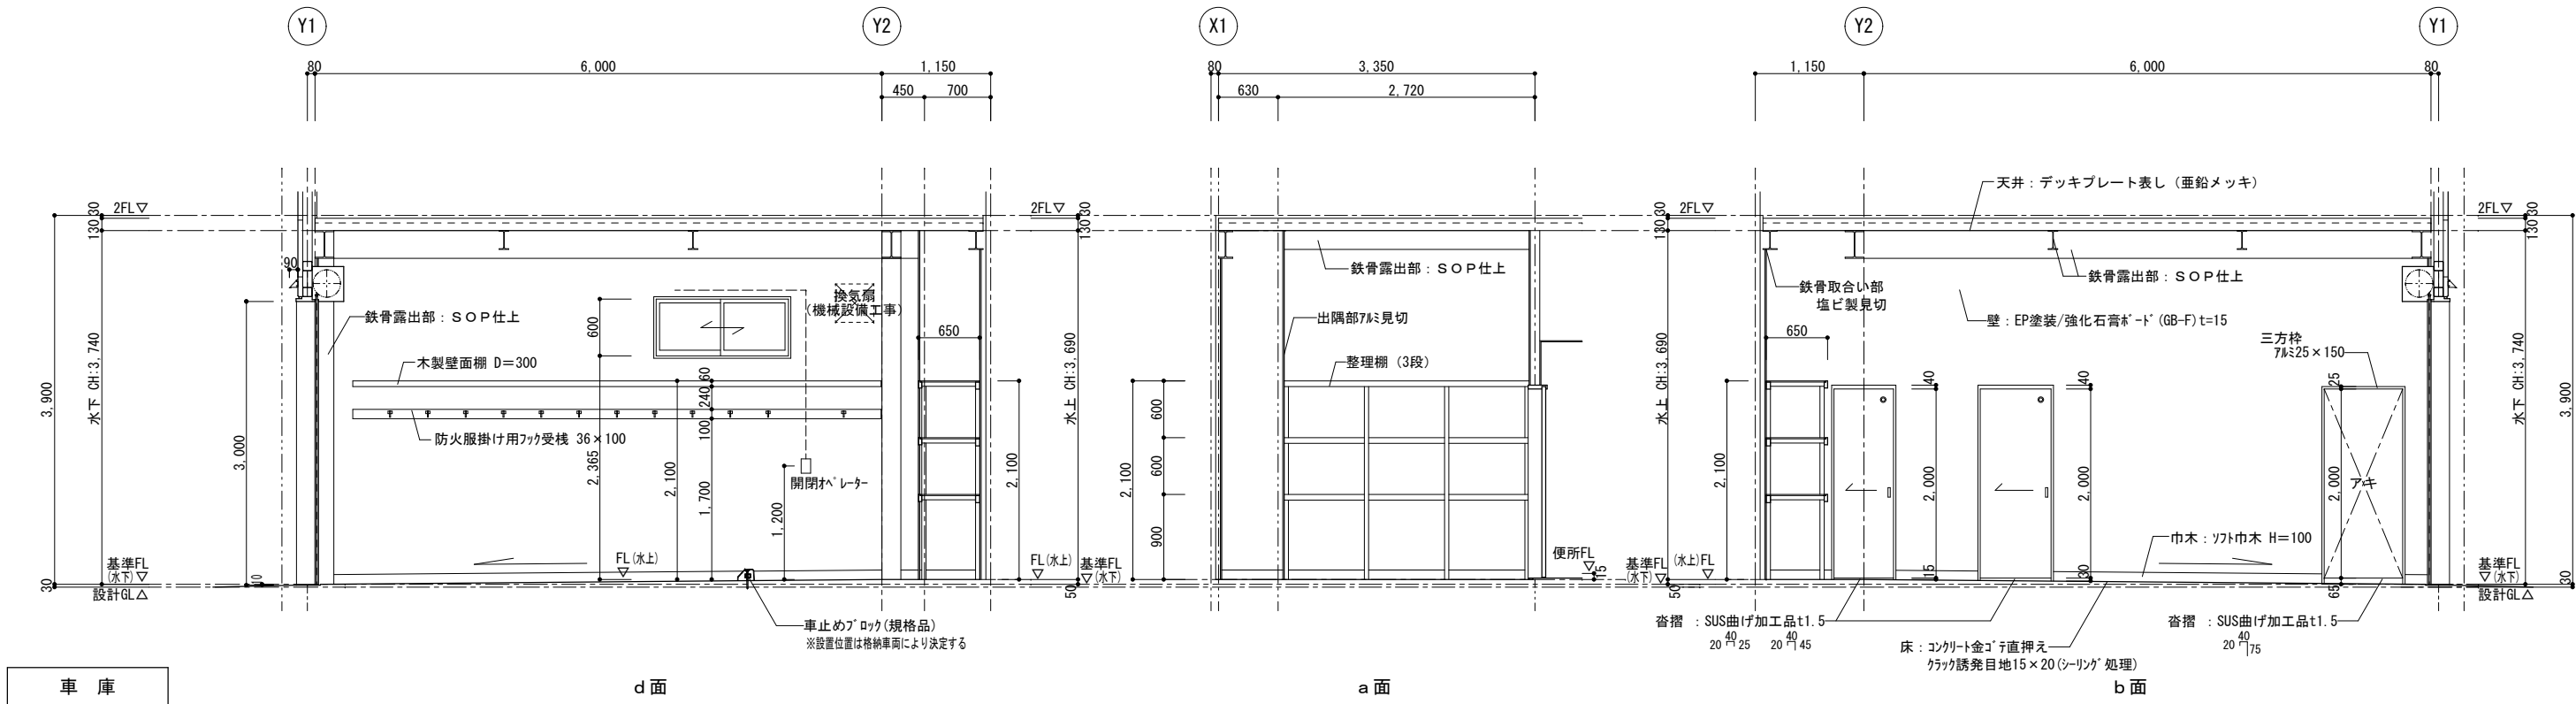 Y1
Y2
X1
Y2
Y1
80
6,000
1,150
80
3,350
1,150
6,000
80
450
700
630
2,720
天井：デッキプレート表し（亜鉛メッキ）
2FL▽
30
130
2FL▽
30
130
2FL▽
30
130
2FL▽
30
130
90
鉄骨露出部：ＳＯＰ仕上
換気扇
（機械設備工事）
鉄骨露出部：ＳＯＰ仕上
鉄骨取合い部
塩ビ製見切
鉄骨露出部：ＳＯＰ仕上
出隅部アルミ見切
壁：EP塗装/強化石膏ボード(GB-F)t=15
600
650
650
三方枠
アルミ25×150
木製壁面棚 D=300
整理棚（3段）
3,900
水下 CH:3,740
3,000
60
240
100
水上 CH:3,690
水上 CH:3,690
40
40
25
水下 CH:3,740
3,900
防火服掛け用フック受桟 36×100
2,365
2,100
1,700
1,200
開閉オペレーター
2,100
2,100
600
600
900
2,100
2,000
2,000
2,000
アキ
巾木：ソフト巾木 H=100
基準FL
(水下)▽
設計GL△
30
10
FL(水上)
▽
FL(水上)
▽
基準FL
▽(水下)
50
便所FL
▽
15
基準FL
(水下)▽
(水上)FL
▽
50
15
30
65
基準FL
▽(水下)
設計GL△
30
車止めブロック(規格品)
※設置位置は格納車両により決定する
沓摺 ：SUS曲げ加工品t1.5
40
20 25
40
20 45
床：コンクリート金ゴテ直押え
クラック誘発目地15×20(シーリング処理)
沓摺 ：SUS曲げ加工品t1.5
40
20 75
車 庫
ｄ面
ａ面
ｂ面